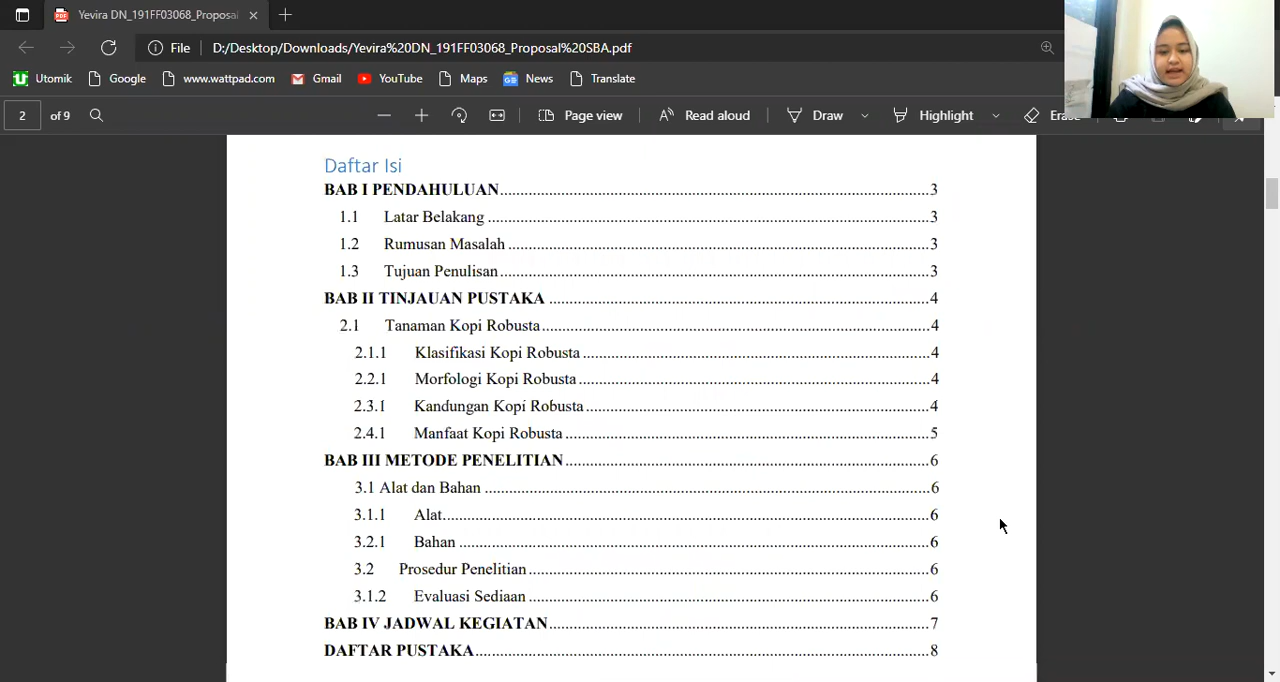 Yevira DN_191FF03068_Proposal
File D:/Desktop/Downloads/Yevira%20DN_191FF03068_Proposal%20SBA.pdf
Utomik Google www.wattpad.com Gmail YouTube Maps News Translate
2 of 9 Page view Read aloud Draw Highlight
Daftar Isi
BAB I PENDAHULUAN 3
1.1 Latar Belakang 3
1.2 Rumusan Masalah 3
1.3 Tujuan Penulisan 3
BAB II TINJAUAN PUSTAKA 4
2.1 Tanaman Kopi Robusta 4
2.1.1 Klasifikasi Kopi Robusta 4
2.2.1 Morfologi Kopi Robusta 4
2.3.1 Kandungan Kopi Robusta 4
2.4.1 Manfaat Kopi Robusta 5
BAB III METODE PENELITIAN 6
3.1 Alat dan Bahan 6
3.1.1 Alat 6
3.2.1 Bahan 6
3.2 Prosedur Penelitian 6
3.1.2 Evaluasi Sediaan 6
BAB IV JADWAL KEGIATAN 7
DAFTAR PUSTAKA 8